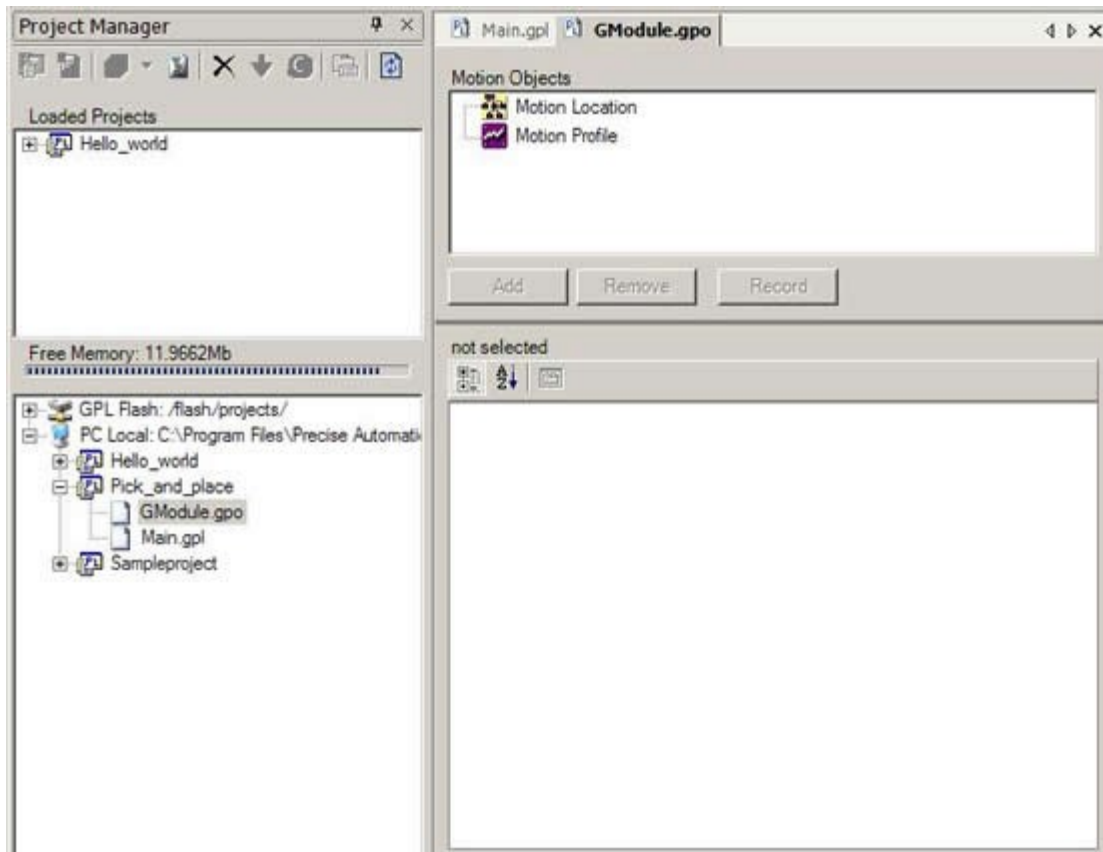 Project Manager
Loaded Projects
Hello_world
Free Memory: 11.9662Mb
GPL Flash: /flash/projects/
PC Local: C:\Program Files\Precise Automati
Hello_world
Pick_and_place
GModule.gpo
Main.gpl
Sampleproject
Main.gpl GModule.gpo
Motion Objects
Motion Location
Motion Profile
Add Remove Record
not selected